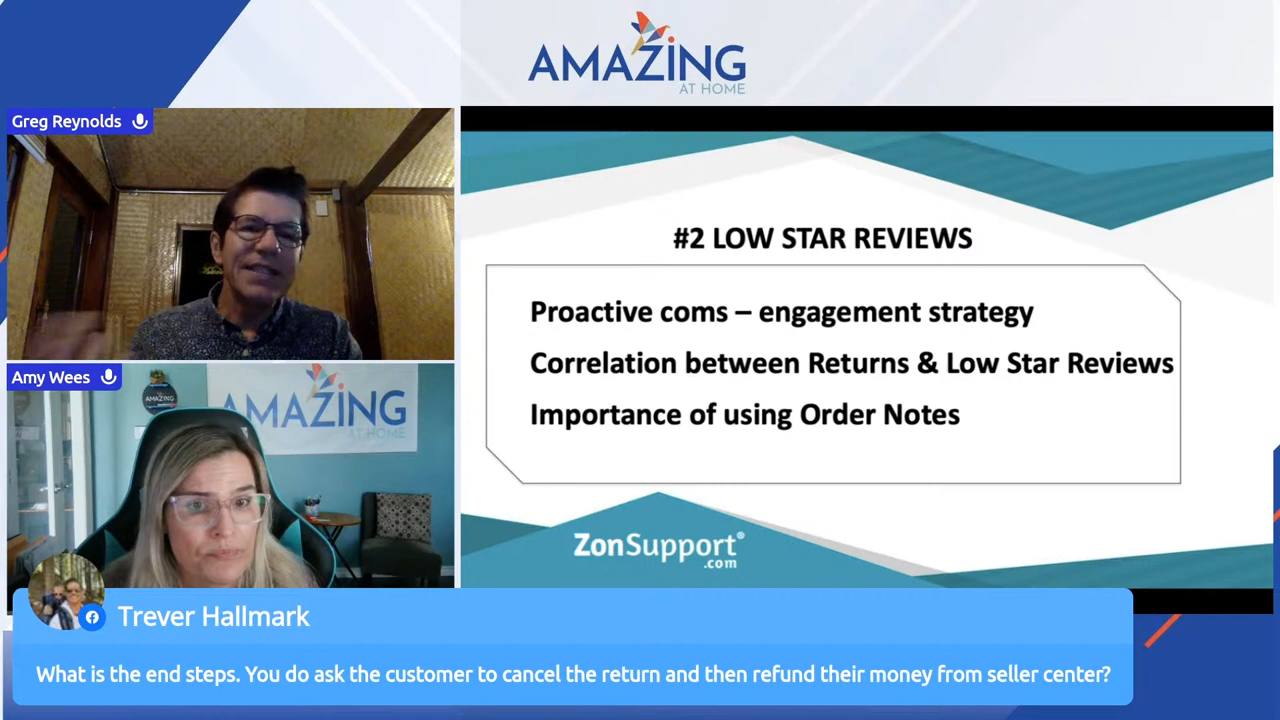 AMAZING
AT HOME
Greg Reynolds
#2 LOW STAR REVIEWS
Proactive coms – engagement strategy
Correlation between Returns & Low Star Reviews
Importance of using Order Notes
ZonSupport®
.com
Amy Wees
AMAZING
AMAZING
AT HOME
Trever Hallmark
What is the end steps. You do ask the customer to cancel the return and then refund their money from seller center?